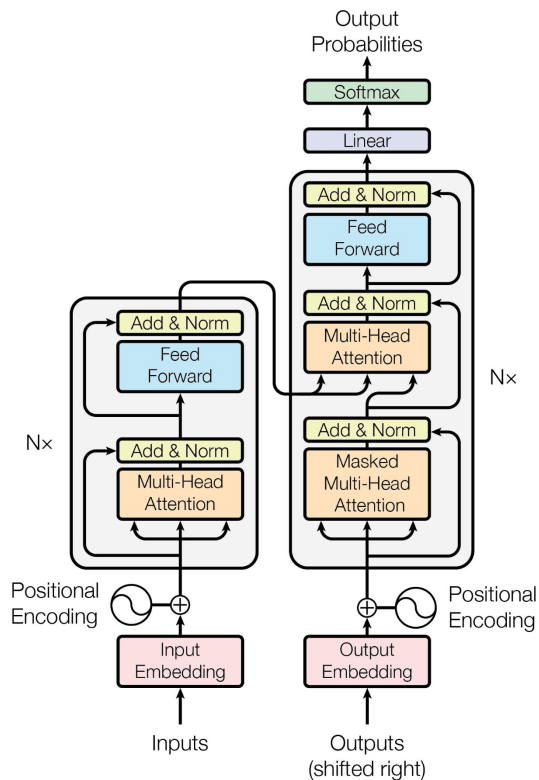 Output
Probabilities
Softmax
Linear
Add & Norm
Feed
Forward
Add & Norm
Multi-Head
Attention
Add & Norm
Masked
Multi-Head
Attention
N×
Add & Norm
Feed
Forward
Add & Norm
Multi-Head
Attention
N×
Positional
Encoding
Positional
Encoding
Input
Embedding
Output
Embedding
Inputs
Outputs
(shifted right)